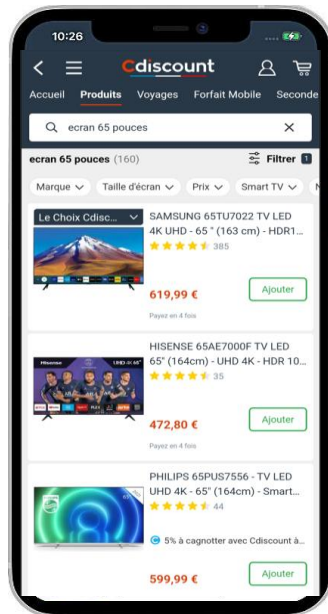 10:26
Cdiscount
Accueil Produits Voyages Forfait Mobile Seconde
ecran 65 pouces
ecran 65 pouces (160) Filtrer 1
Marque Taille d'écran Prix Smart TV
Le Choix Cdisc...
SAMSUNG 65TU7022 TV LED
4K UHD - 65 " (163 cm) - HDR1...
385
619,99 €
Ajouter
Payez en 4 fois
HISENSE 65AE7000F TV LED
65" (164cm) - UHD 4K - HDR 10...
35
Hisense
UHD 4K 65"
472,80 €
Ajouter
Payez en 4 fois
PHILIPS 65PUS7556 - TV LED
UHD 4K - 65" (164cm) - Smart...
44
5% à cagnotter avec Cdiscount à...
599,99 €
Ajouter